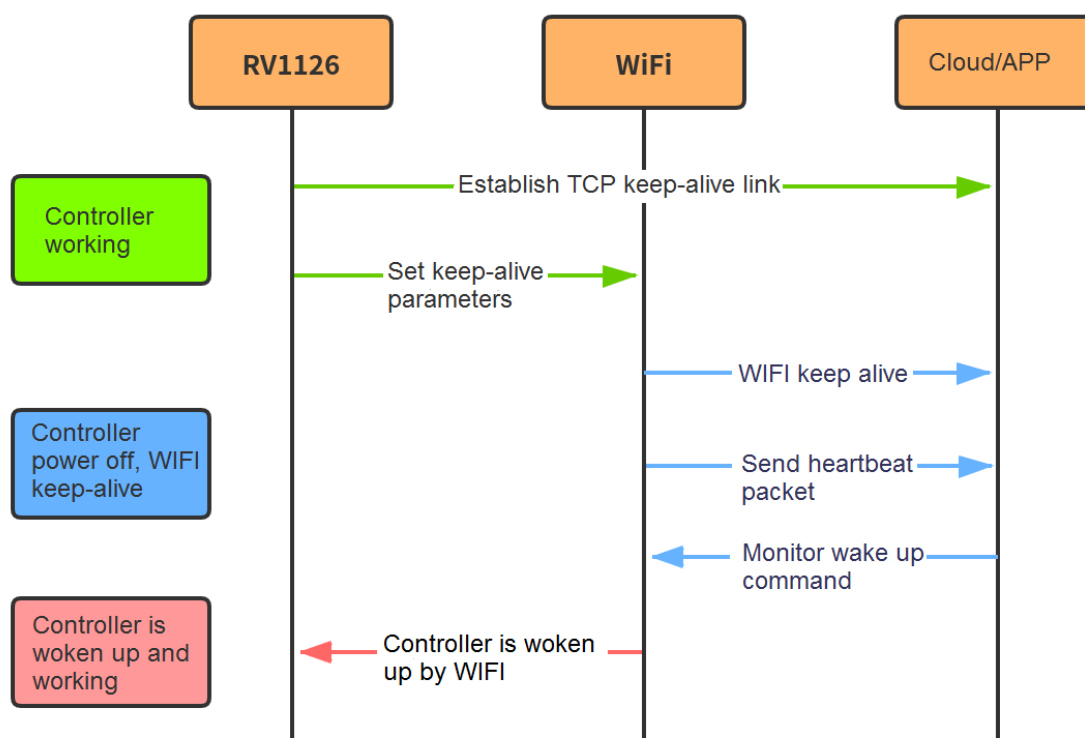 RV1126
WiFi
Cloud/APP
Establish TCP keep-alive link
Controller
working
Set keep-alive
parameters
WIFI keep alive
Controller
power off, WIFI
keep-alive
Send heartbeat
packet
Monitor wake up
command
Controller is
woken up and
working
Controller is woken
up by WIFI